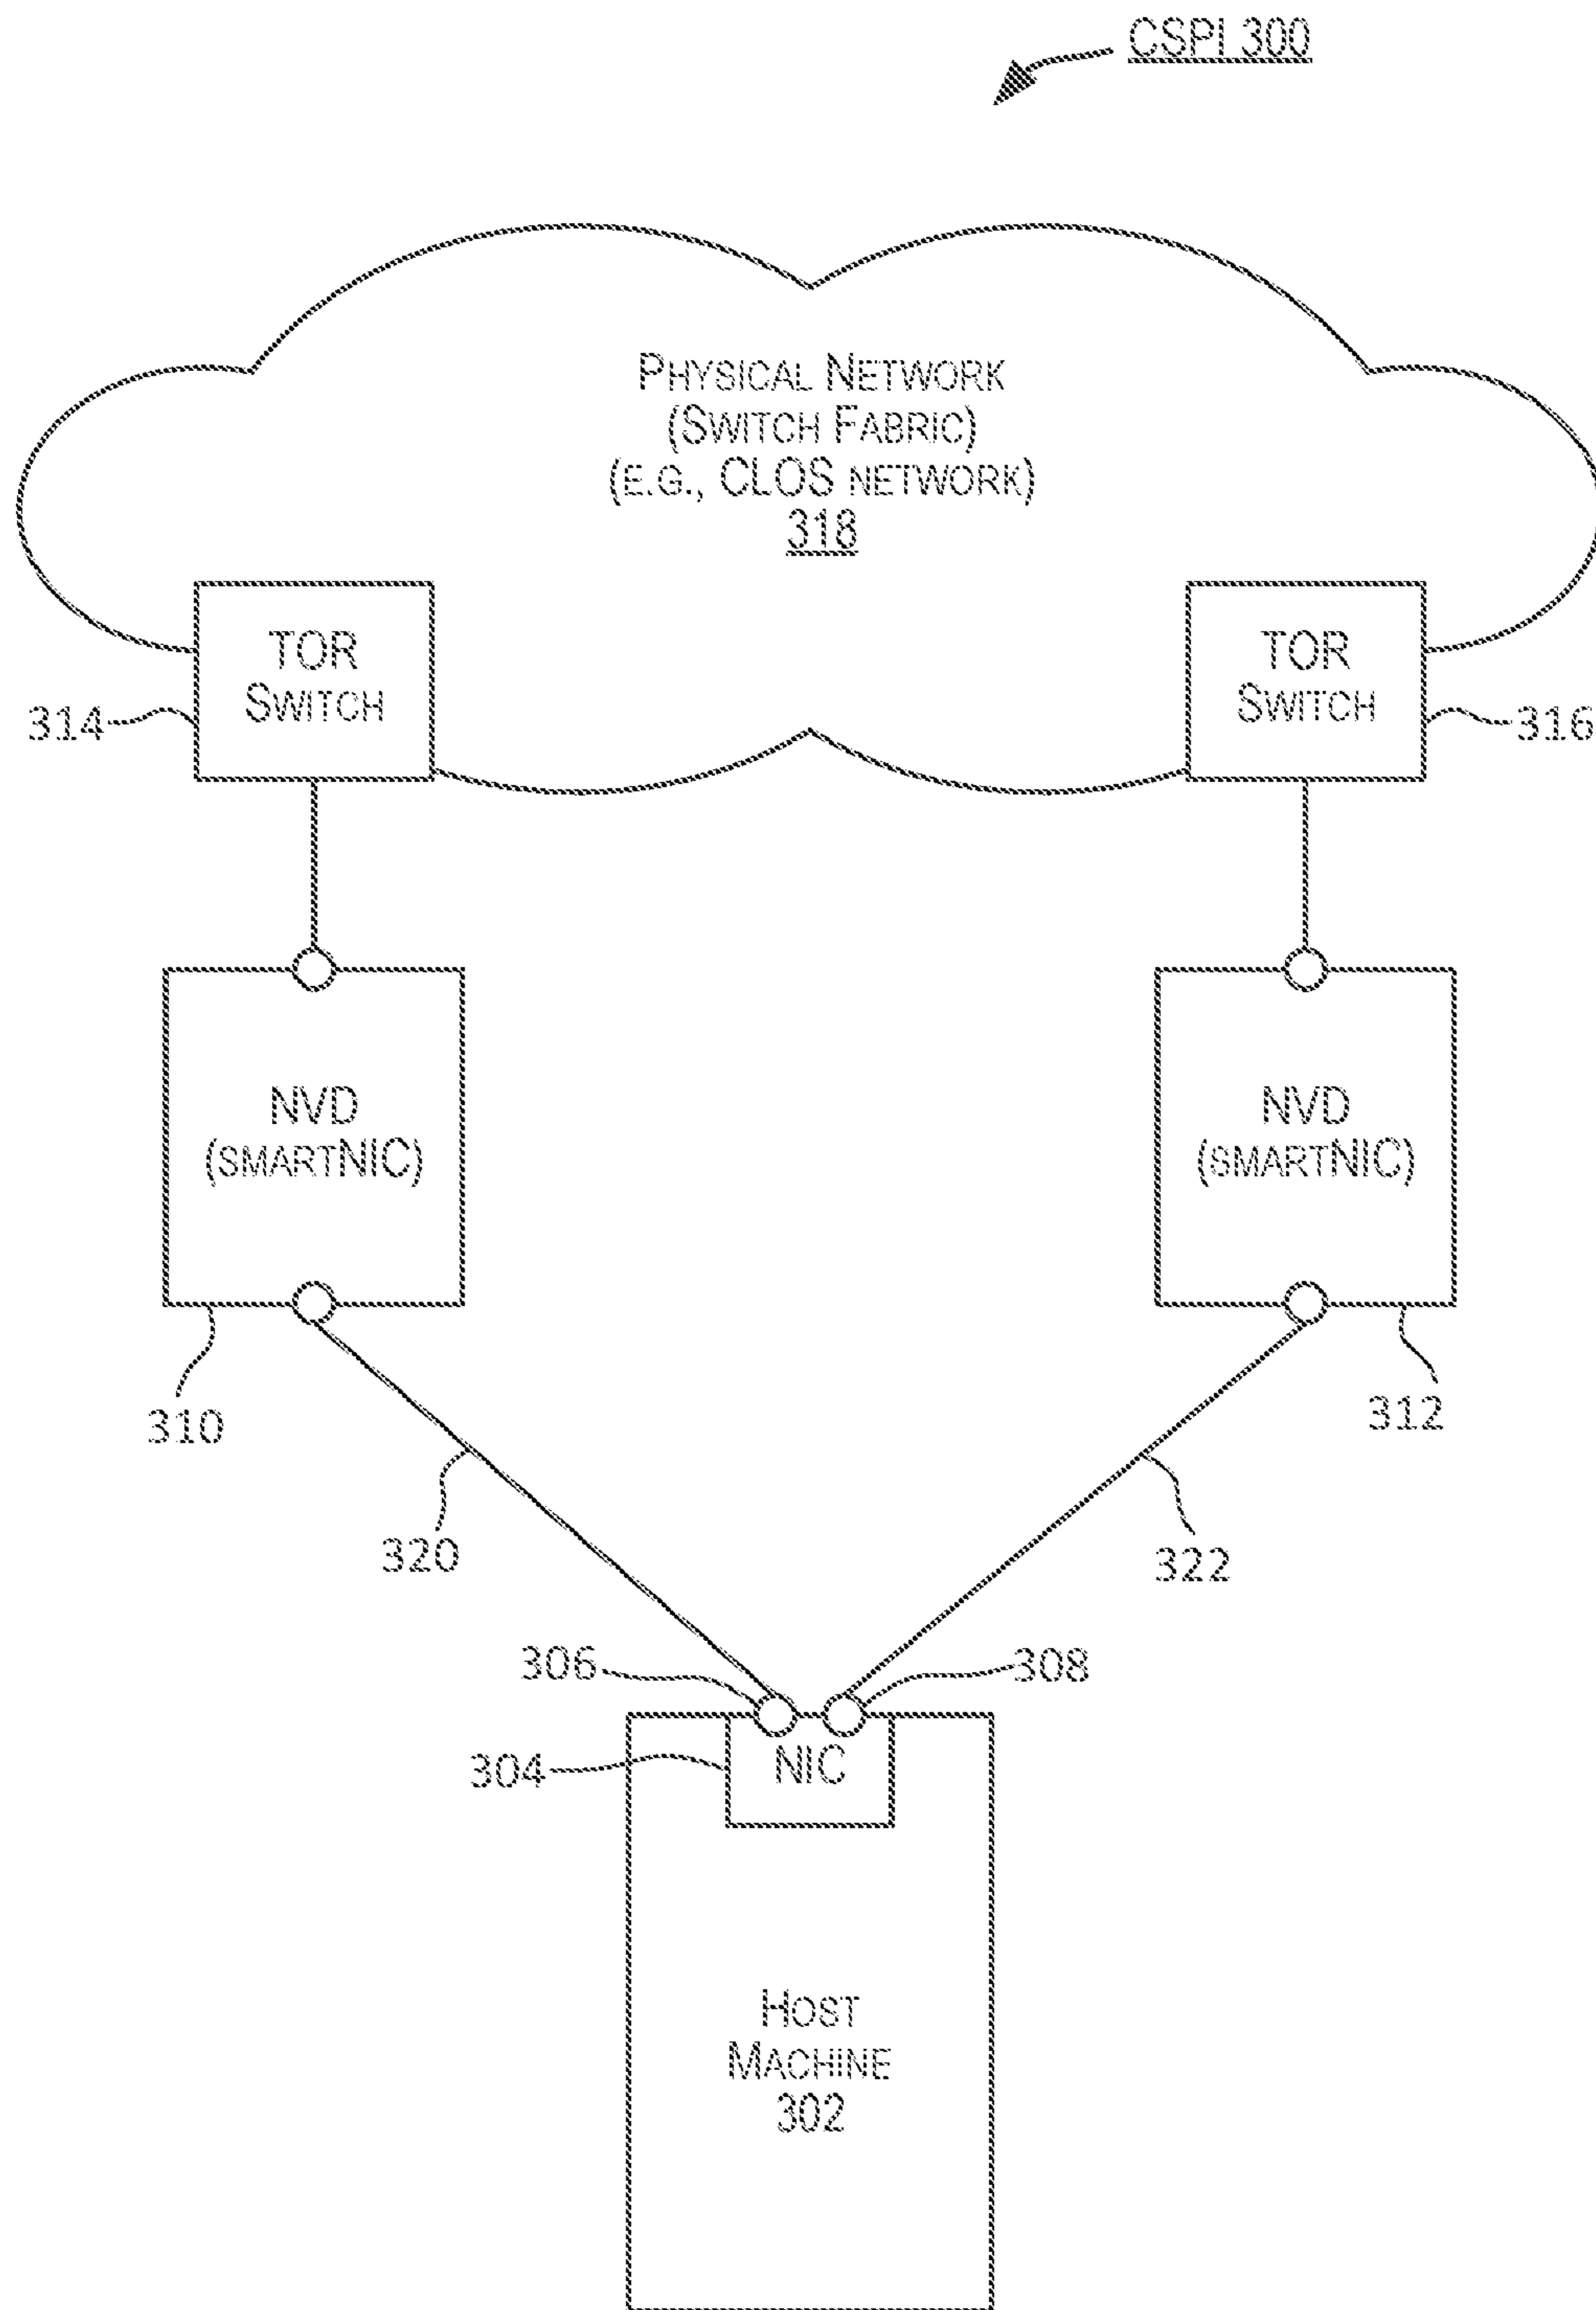 CSPI 300
PHYSICAL NETWORK
(SWITCH FABRIC)
(E.G., CLOS NETWORK)
318
TOR
SWITCH
314
TOR
SWITCH
316
NVD
(SMARTNIC)
310
NVD
(SMARTNIC)
312
320
322
306
308
304
NIC
HOST
MACHINE
302